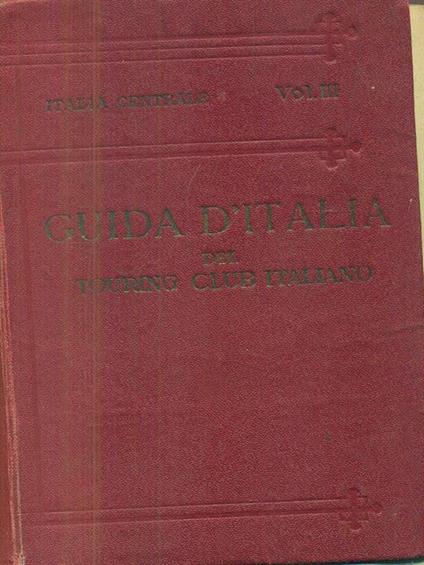 ITALIA CENTRALE VOL. III
GUIDA D'ITALIA
DEL
TOURING CLUB ITALIANO